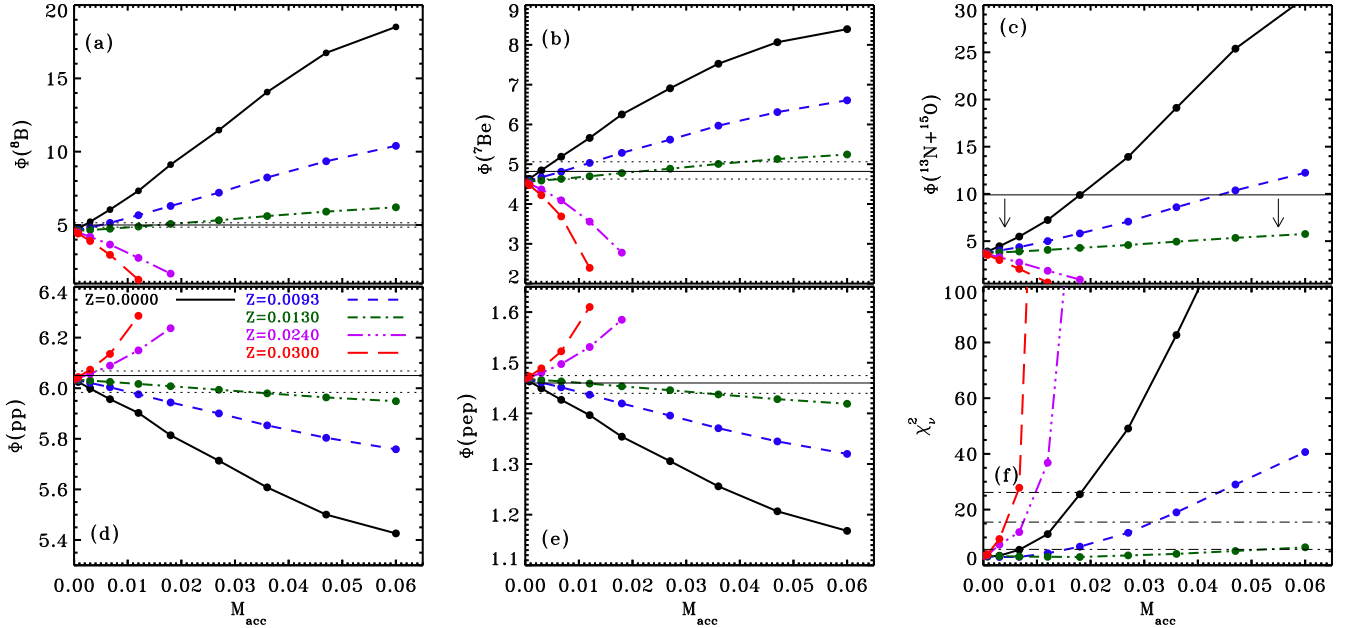 20
15
10
5
Φ(⁸B)
(a)
9
8
7
6
5
4
3
2
Φ(⁷Be)
(b)
30
25
20
15
10
5
Φ(¹³N+¹⁵O)
(c)
6.4
6.2
6.0
5.8
5.6
5.4
Φ(pp)
Z=0.0000
Z=0.0093
Z=0.0130
Z=0.0240
Z=0.0300
(d)
0.00 0.01 0.02 0.03 0.04 0.05 0.06
M_acc
1.6
1.5
1.4
1.3
1.2
1.1
Φ(pep)
(e)
0.00 0.01 0.02 0.03 0.04 0.05 0.06
M_acc
100
80
60
40
20
0
χ²_ν
(f)
0.00 0.01 0.02 0.03 0.04 0.05 0.06
M_acc